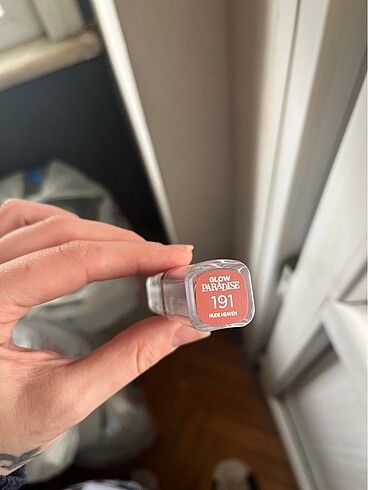 GLOW
PARADISE
191
NUDE HEAVEN